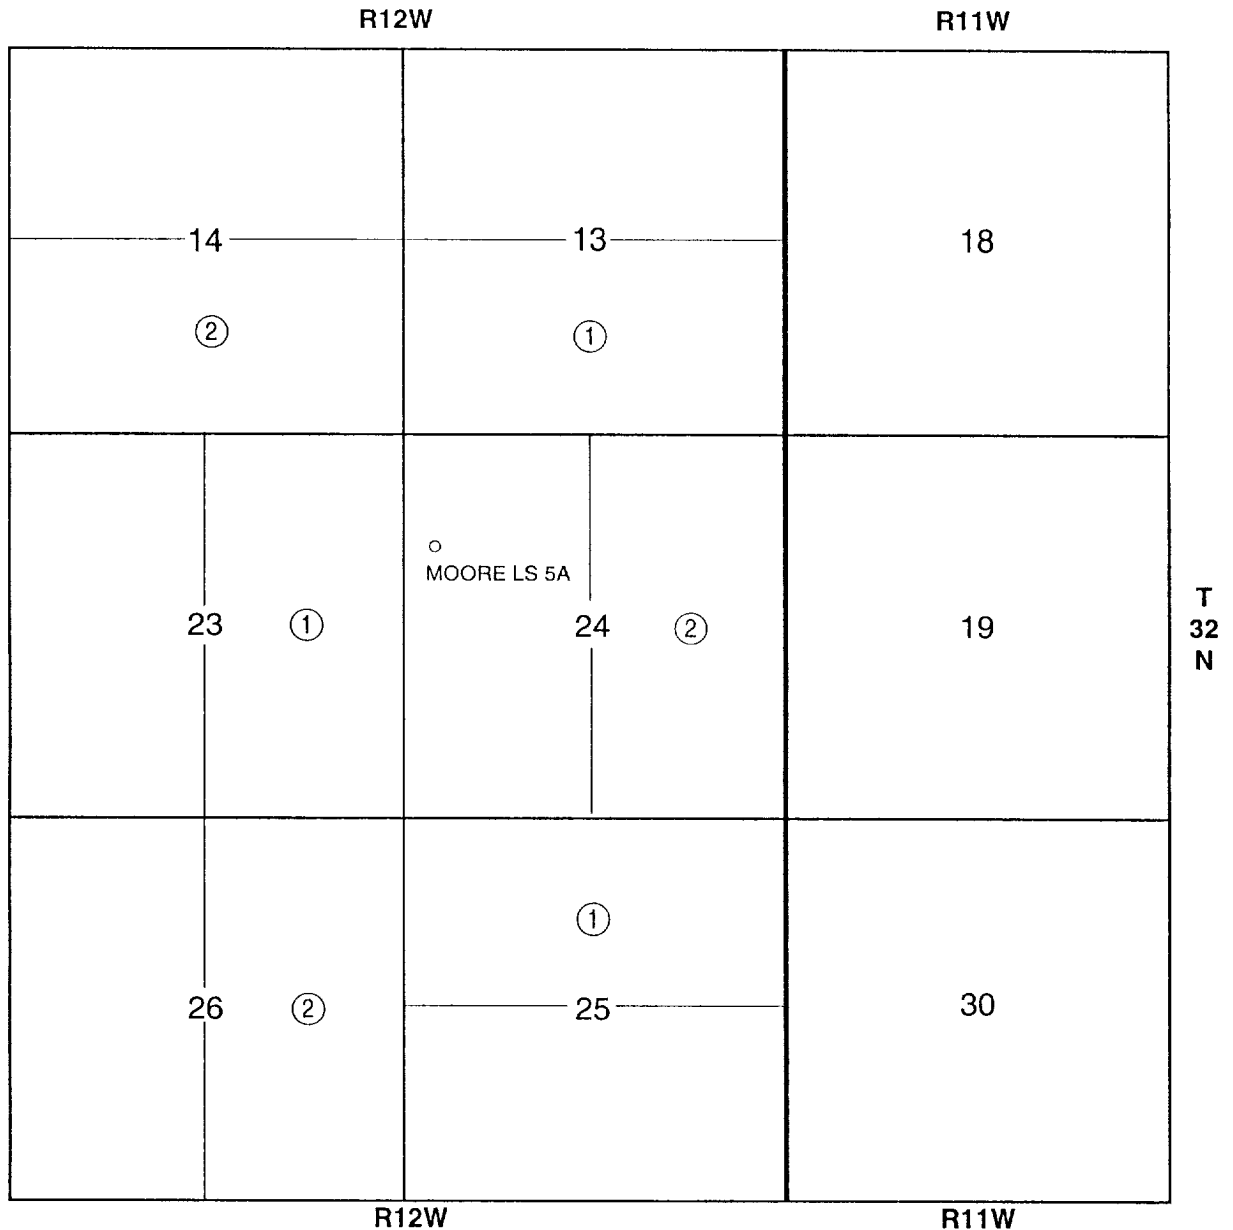 R12W R11W
14 13 18
② ①
MOORE LS 5A
23 ① 24 ② 19
T
32
N
①
26 ② 25 30
R12W R11W